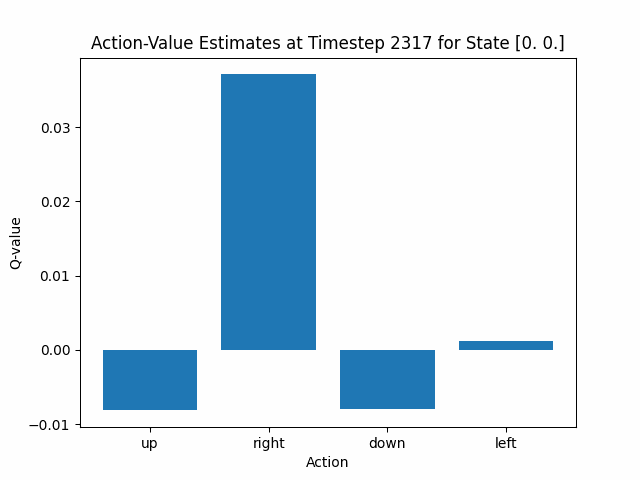 Action-Value Estimates at Timestep 2317 for State [0. 0.]
0.03
0.02
0.01
0.00
−0.01
Q-value
up right down left
Action